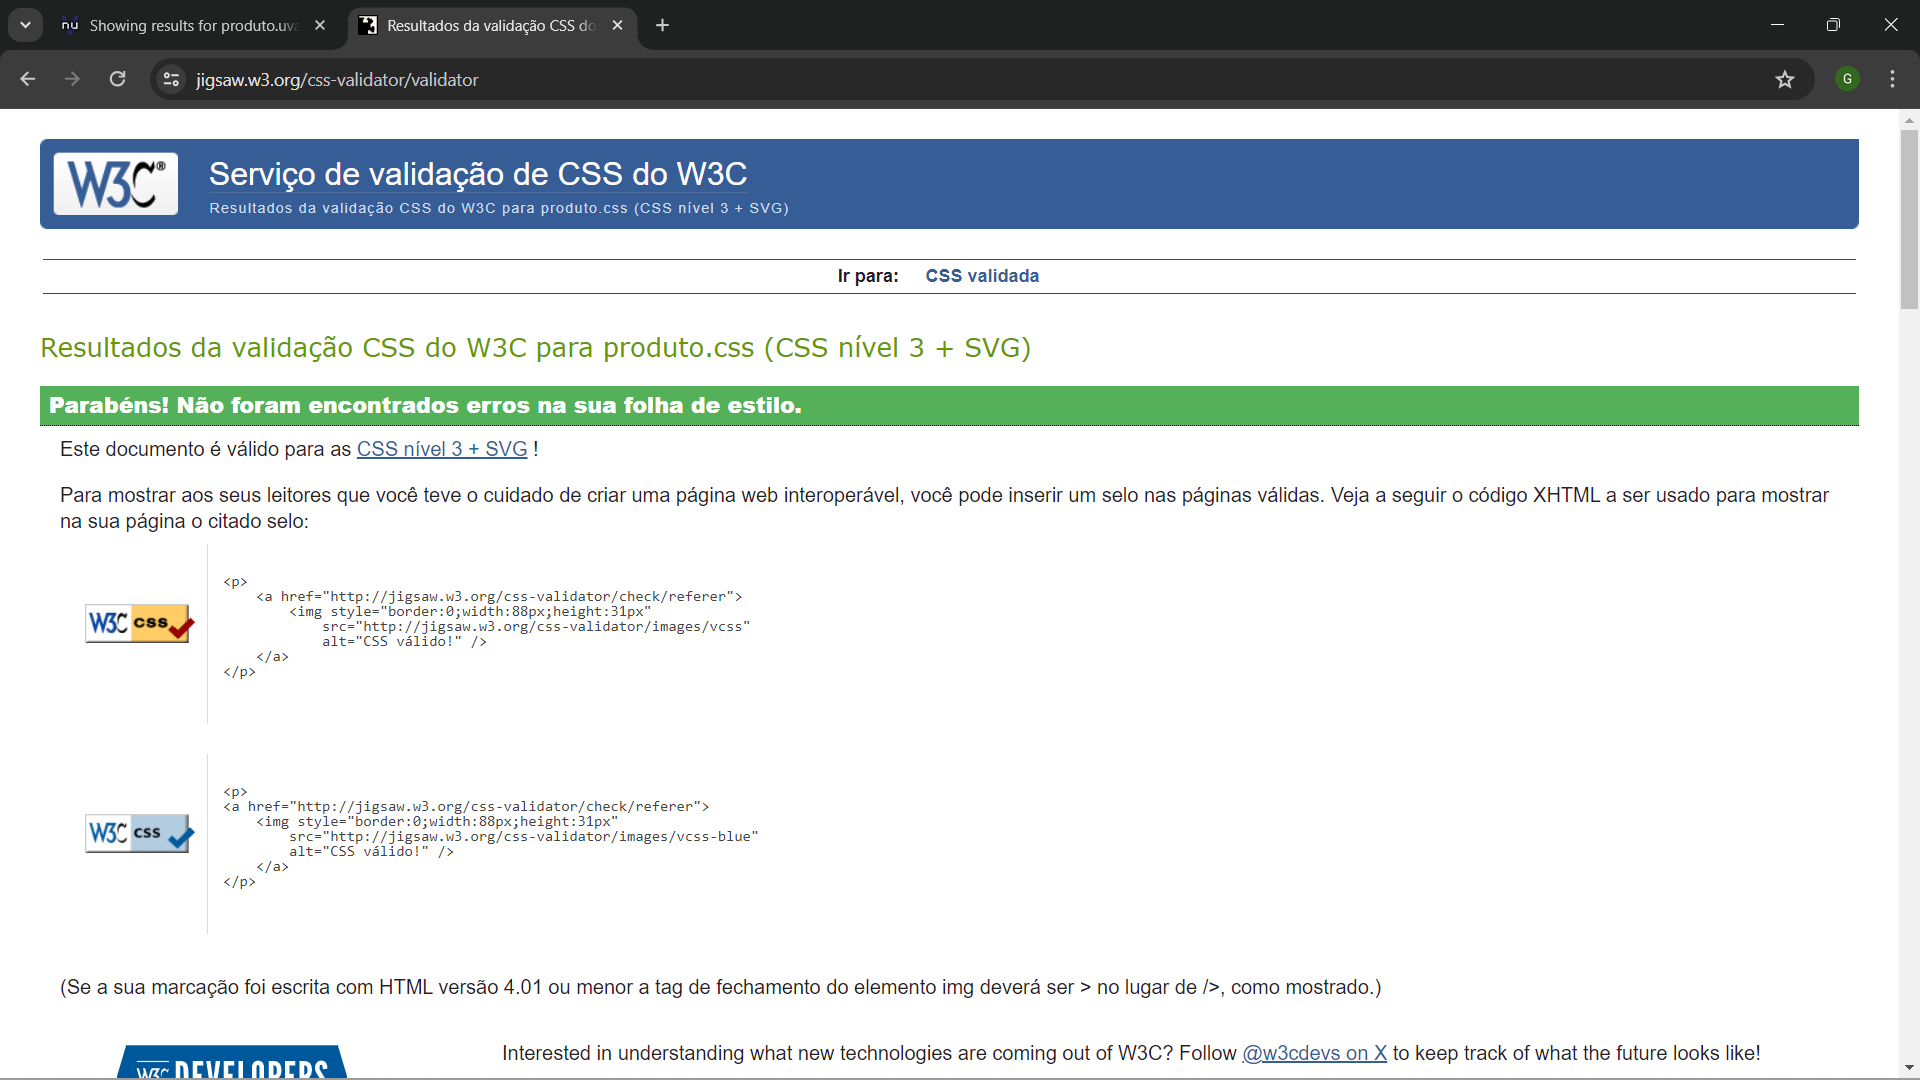 Showing results for produto.uva
Resultados da validação CSS do
jigsaw.w3.org/css-validator/validator
G
W3C®
Serviço de validação de CSS do W3C
Resultados da validação CSS do W3C para produto.css (CSS nível 3 + SVG)
Ir para: CSS validada
Resultados da validação CSS do W3C para produto.css (CSS nível 3 + SVG)
Parabéns! Não foram encontrados erros na sua folha de estilo.
Este documento é válido para as CSS nível 3 + SVG !
Para mostrar aos seus leitores que você teve o cuidado de criar uma página web interoperável, você pode inserir um selo nas páginas válidas. Veja a seguir o código XHTML a ser usado para mostrar
na sua página o citado selo:
W3C css
<p>
<a href="http://jigsaw.w3.org/css-validator/check/referer">
<img style="border:0;width:88px;height:31px"
src="http://jigsaw.w3.org/css-validator/images/vcss"
alt="CSS válido!" />
</a>
</p>
W3C css
<p>
<a href="http://jigsaw.w3.org/css-validator/check/referer">
<img style="border:0;width:88px;height:31px"
src="http://jigsaw.w3.org/css-validator/images/vcss-blue"
alt="CSS válido!" />
</a>
</p>
(Se a sua marcação foi escrita com HTML versão 4.01 ou menor a tag de fechamento do elemento img deverá ser > no lugar de />, como mostrado.)
W3C DEVELOPERS
Interested in understanding what new technologies are coming out of W3C? Follow @w3cdevs on X to keep track of what the future looks like!